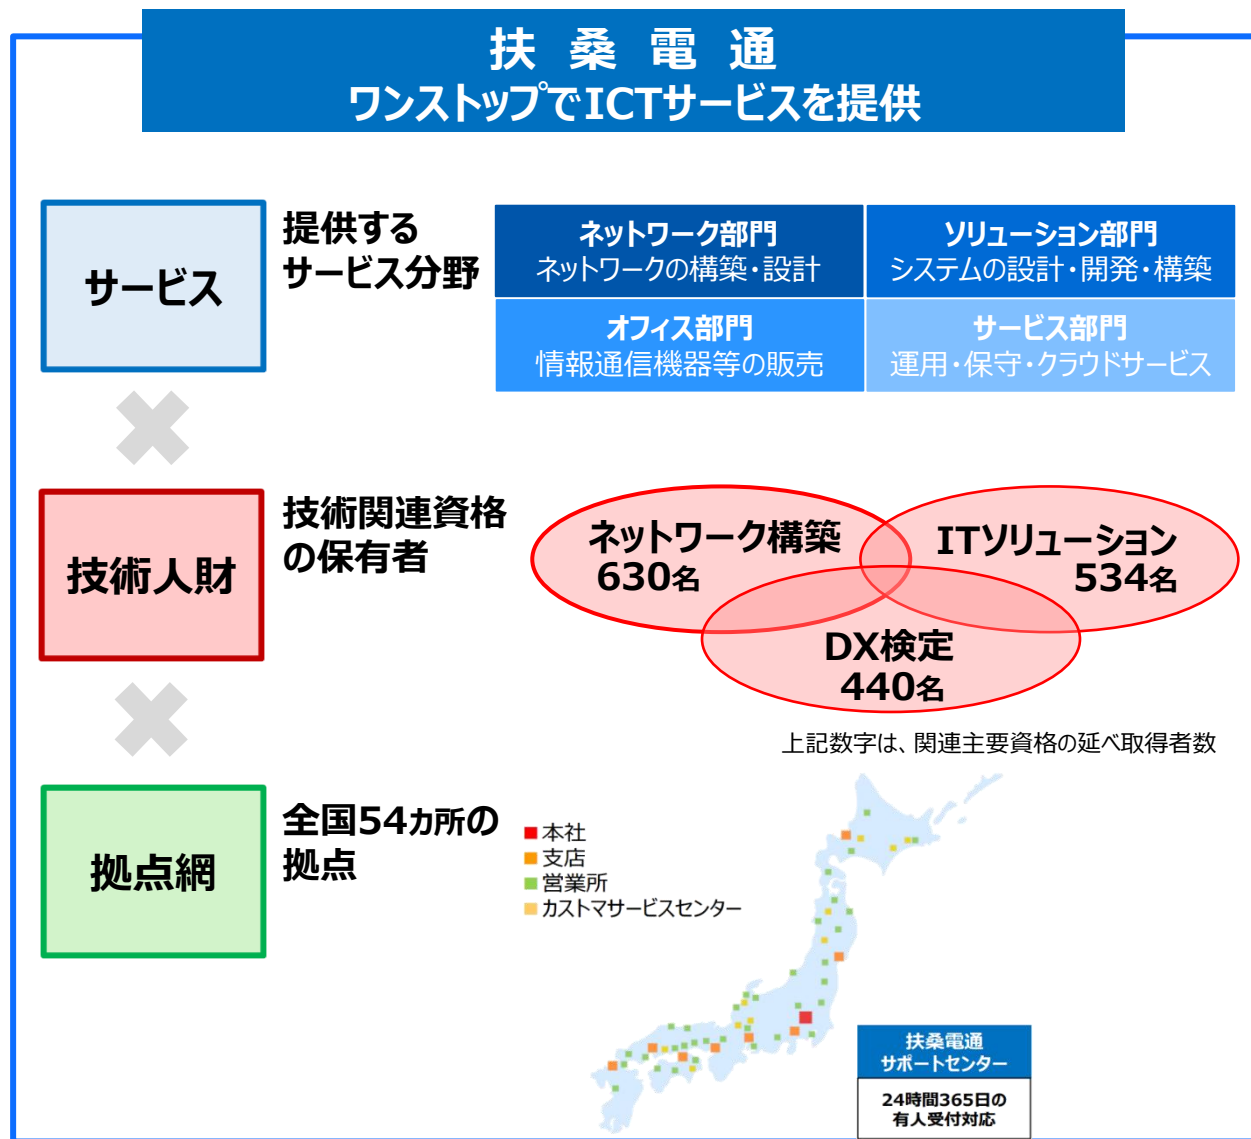 扶桑電通
ワンストップでICTサービスを提供
サービス
提供する
サービス分野
ネットワーク部門
ネットワークの構築・設計
ソリューション部門
システムの設計・開発・構築
オフィス部門
情報通信機器等の販売
サービス部門
運用・保守・クラウドサービス
技術人財
技術関連資格
の保有者
ネットワーク構築
630名
ITソリューション
534名
DX検定
440名
上記数字は、関連主要資格の延べ取得者数
拠点網
全国54カ所の
拠点
本社
支店
営業所
カストマサービスセンター
扶桑電通
サポートセンター
24時間365日の
有人受付対応